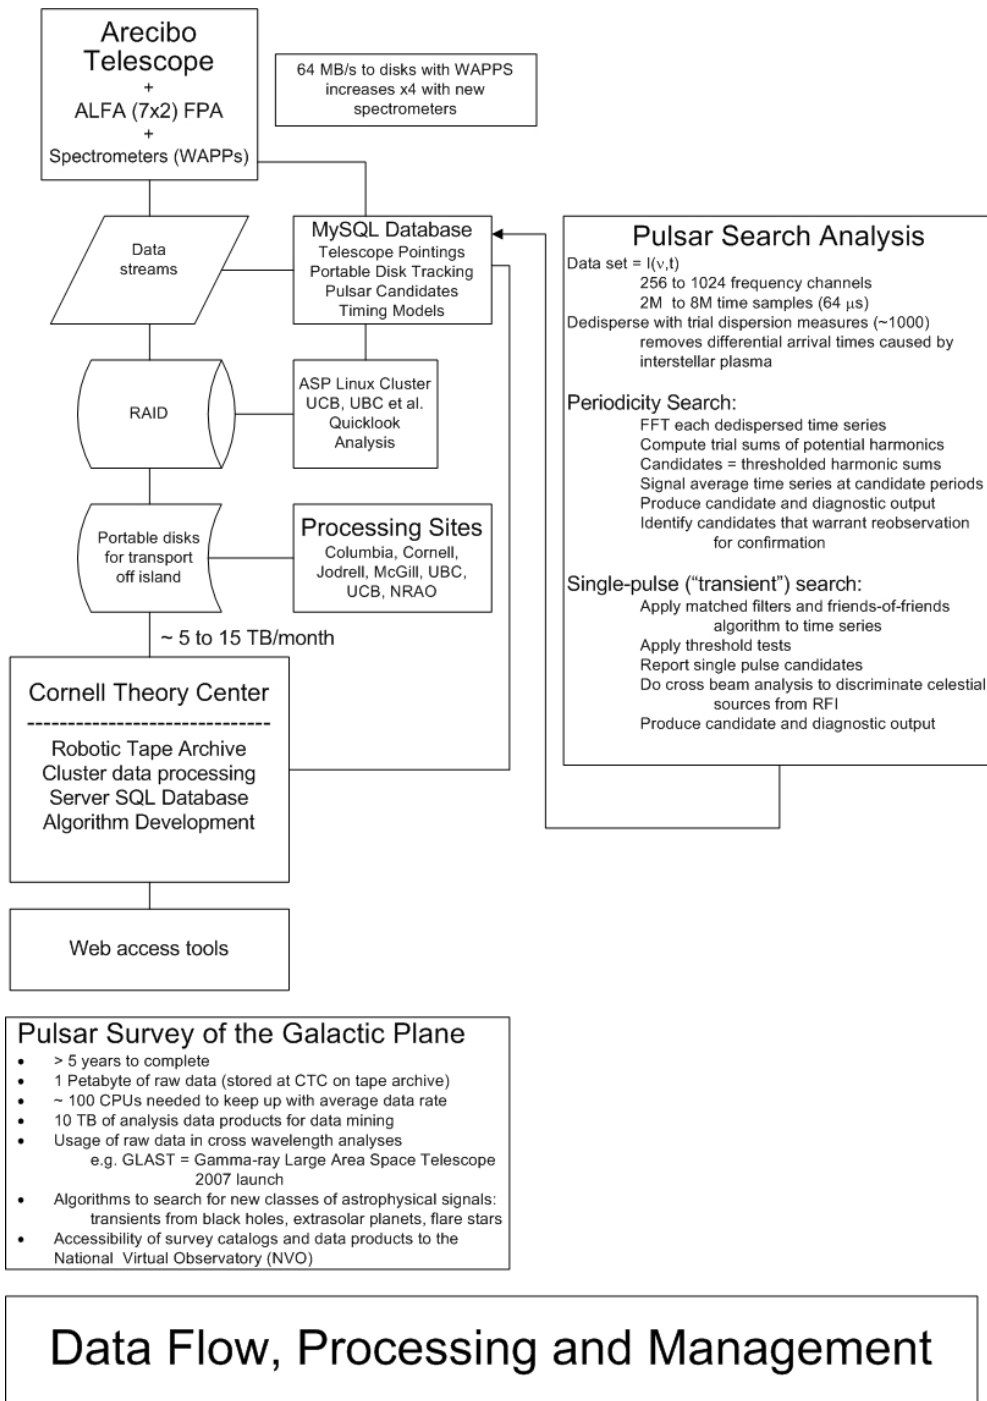 Arecibo
Telescope
+
ALFA (7x2) FPA
+
Spectrometers (WAPPs)
64 MB/s to disks with WAPPS
increases x4 with new
spectrometers
Data
streams
MySQL Database
Telescope Pointings
Portable Disk Tracking
Pulsar Candidates
Timing Models
RAID
ASP Linux Cluster
UCB, UBC et al.
Quicklook
Analysis
Portable disks
for transport
off island
Processing Sites
Columbia, Cornell,
Jodrell, McGill, UBC,
UCB, NRAO
~ 5 to 15 TB/month
Cornell Theory Center
------------------------------
Robotic Tape Archive
Cluster data processing
Server SQL Database
Algorithm Development
Web access tools
Pulsar Search Analysis
Data set = I(ν,t)
256 to 1024 frequency channels
2M to 8M time samples (64 μs)
Dedisperse with trial dispersion measures (~1000)
removes differential arrival times caused by
interstellar plasma
Periodicity Search:
FFT each dedispersed time series
Compute trial sums of potential harmonics
Candidates = thresholded harmonic sums
Signal average time series at candidate periods
Produce candidate and diagnostic output
Identify candidates that warrant reobservation
for confirmation
Single-pulse (“transient”) search:
Apply matched filters and friends-of-friends
algorithm to time series
Apply threshold tests
Report single pulse candidates
Do cross beam analysis to discriminate celestial
sources from RFI
Produce candidate and diagnostic output
Pulsar Survey of the Galactic Plane
• > 5 years to complete
• 1 Petabyte of raw data (stored at CTC on tape archive)
• ~ 100 CPUs needed to keep up with average data rate
• 10 TB of analysis data products for data mining
• Usage of raw data in cross wavelength analyses
e.g. GLAST = Gamma-ray Large Area Space Telescope
2007 launch
• Algorithms to search for new classes of astrophysical signals:
transients from black holes, extrasolar planets, flare stars
• Accessibility of survey catalogs and data products to the
National Virtual Observatory (NVO)
Data Flow, Processing and Management